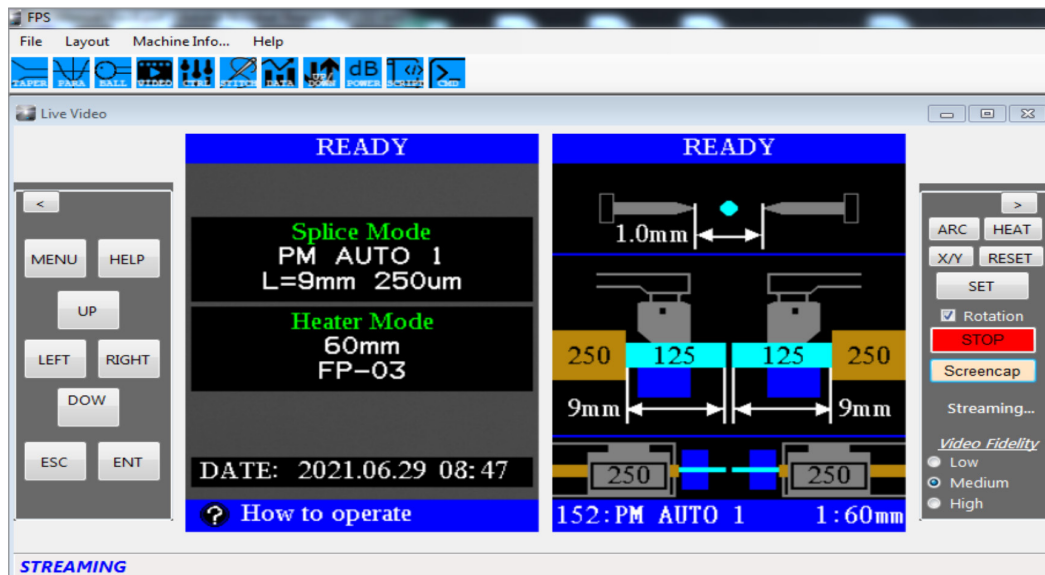 FPS
File Layout Machine Info... Help
TAPER PARA BALL VIDEO CTRL STITCH DATA UP/DOWN dB POWER SCRIPT CMD
Live Video
<
MENU HELP
UP
LEFT RIGHT
DOW
ESC ENT
READY
Splice Mode
PM AUTO 1
L=9mm 250um
Heater Mode
60mm
FP-03
DATE: 2021.06.29 08:47
? How to operate
READY
1.0mm
250 125 125 250
9mm 9mm
250 250
152:PM AUTO 1 1:60mm
>
ARC HEAT
X/Y RESET
SET
Rotation
STOP
Screencap
Streaming...
Video Fidelity
Low
Medium
High
STREAMING